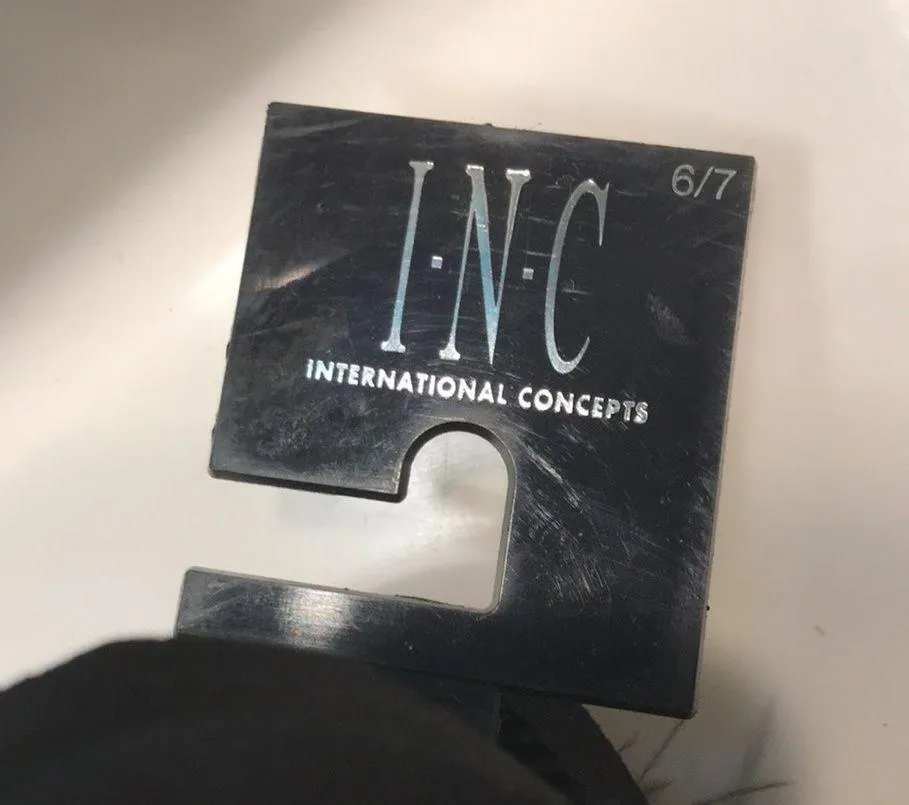 6/7
I·N·C
INTERNATIONAL CONCEPTS